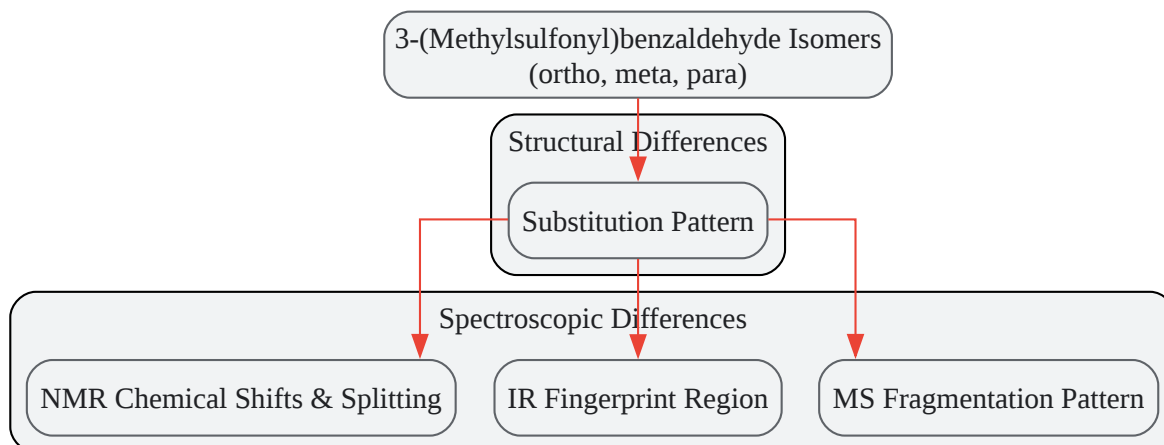 3-(Methylsulfonyl)benzaldehyde Isomers
(ortho, meta, para)
Structural Differences
Substitution Pattern
Spectroscopic Differences
NMR Chemical Shifts & Splitting
IR Fingerprint Region
MS Fragmentation Pattern